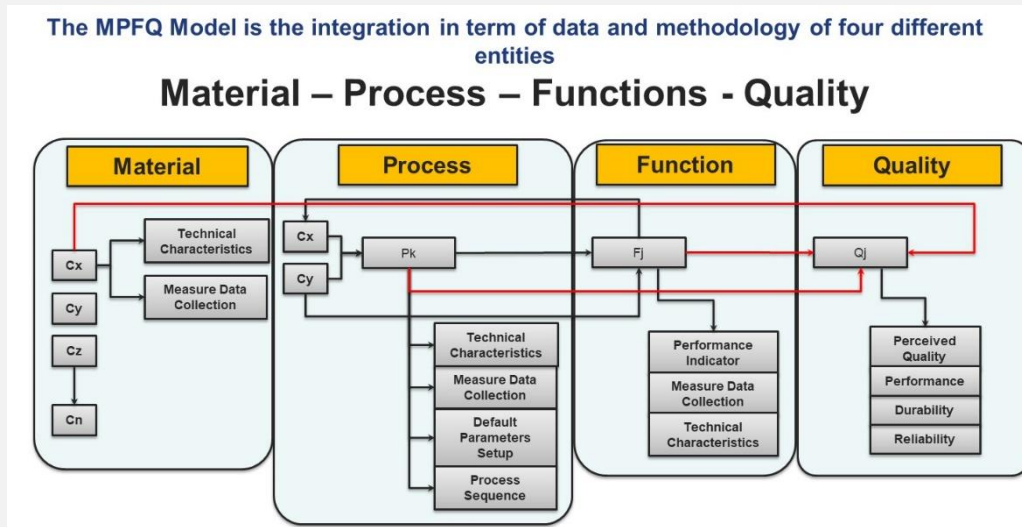 The MPFQ Model is the integration in term of data and methodology of four different
entities
Material – Process – Functions - Quality
Material
Process
Function
Quality
Cx
Technical
Characteristics
Measure Data
Collection
Cy
Cz
Cn
Cx
Cy
Pk
Technical
Characteristics
Measure Data
Collection
Default
Parameters
Setup
Process
Sequence
Fj
Performance
Indicator
Measure Data
Collection
Technical
Characteristics
Qj
Perceived
Quality
Performance
Durability
Reliability